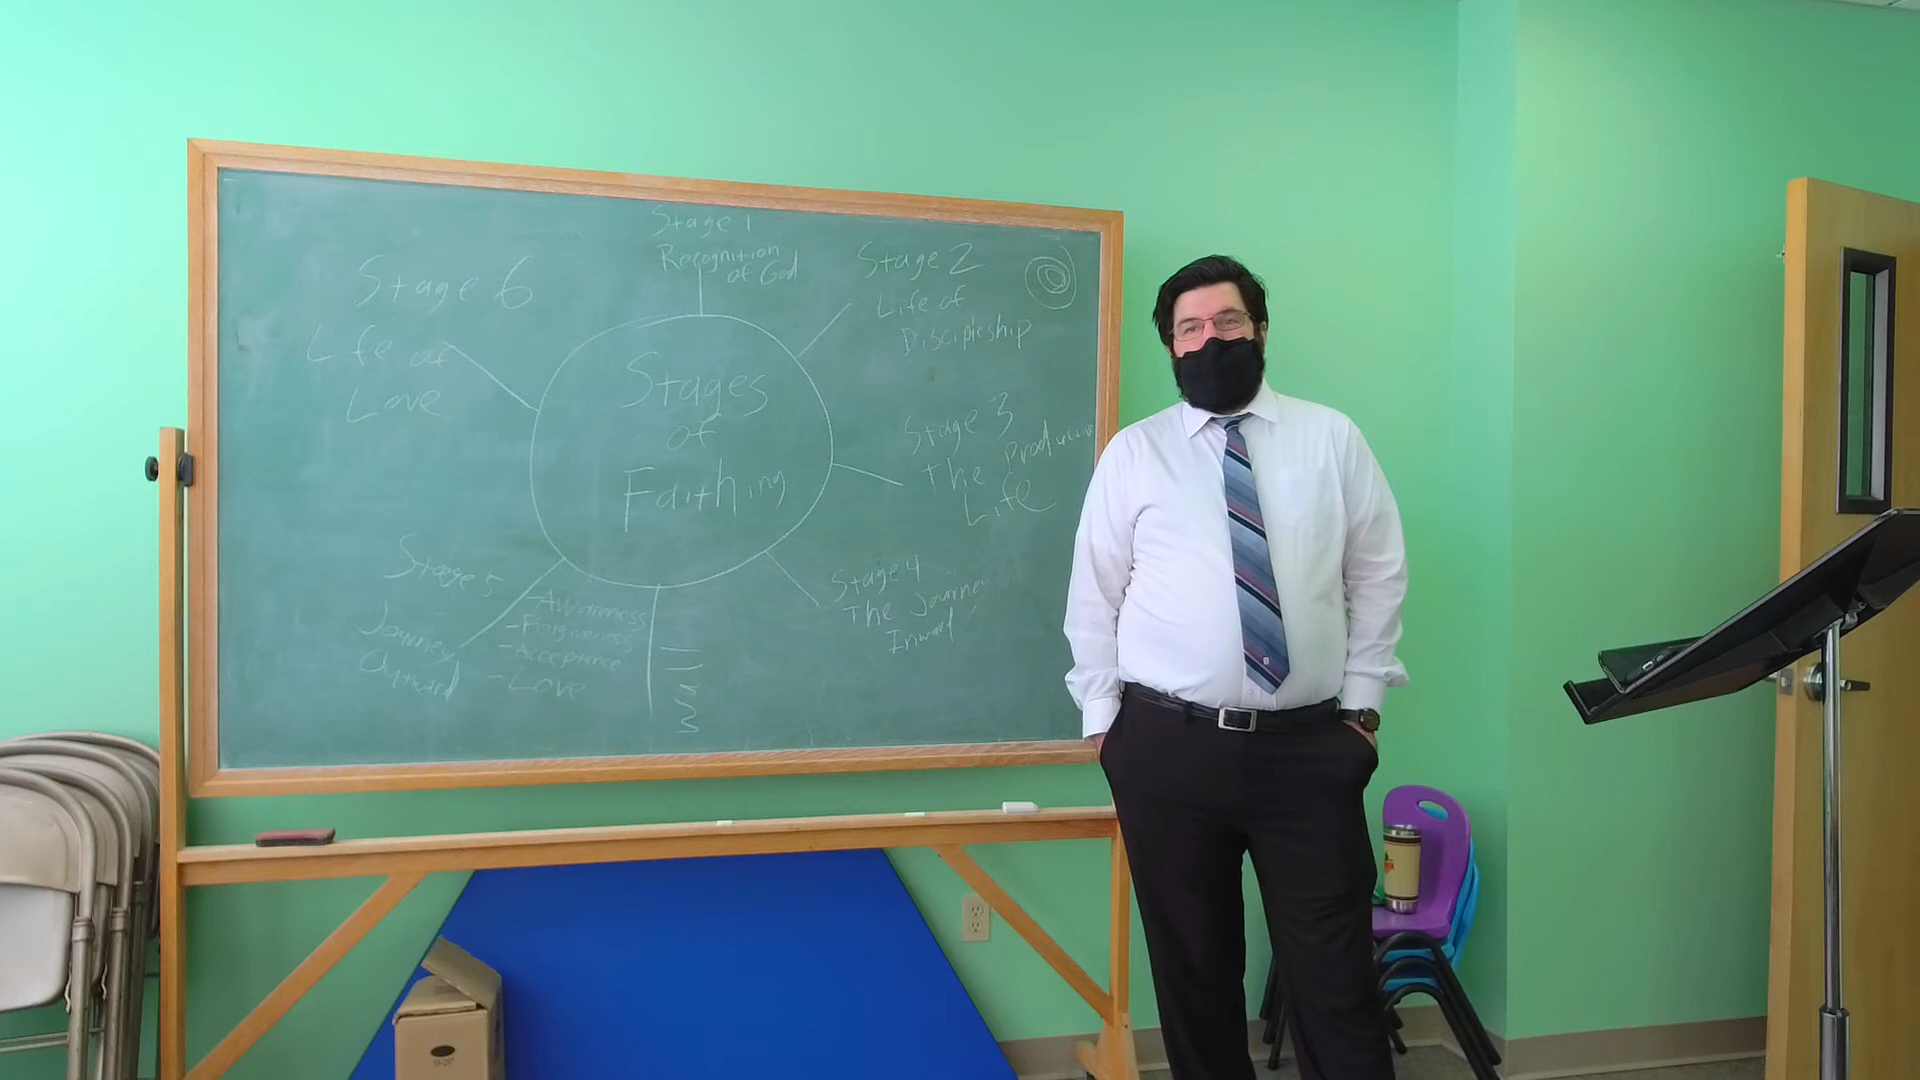 Stage 1
Recognition
of God
Stage 2
Life of
Discipleship
Stage 3
The
Life
Stage 4
The
Inward
Stages
of
Faithing
Stage 5
Journey
Outward
-Awareness
-Forgiveness
-Acceptance
-Love
Stage 6
Life of
Love